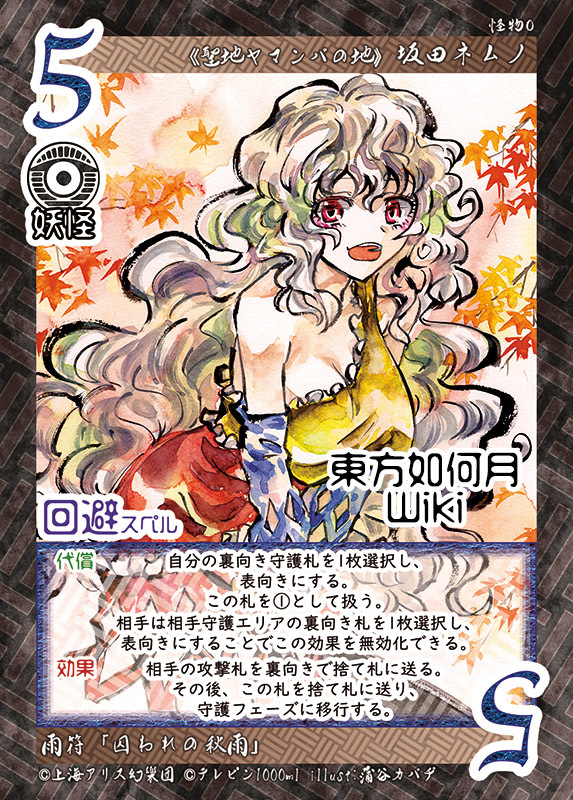 怪物0
《聖地ヤマンバの地》 坂田ネムノ
5
妖怪
東方如何月
Wiki
回避スペル
代償
自分の裏向き守護札を1枚選択し、
表向きにする。
この札を①として扱う。
相手は相手守護エリアの裏向き札を1枚選択し、
表向きにすることでこの効果を無効化できる。
効果
相手の攻撃札を裏向きで捨て札に送る。
その後、この札を捨て札に送り、
守護フェーズに移行する。
5
雨符「囚われの秋雨」
©上海アリス幻樂団 ©テレピン1000ml illust:蒲谷カバヂ